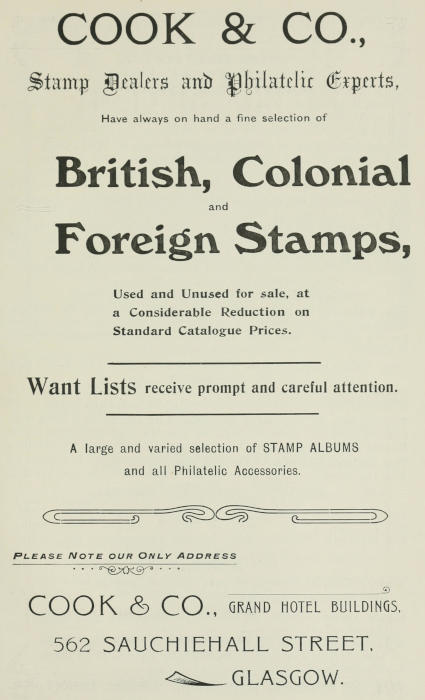 COOK & CO.,
Stamp Dealers and Philatelic Experts,
Have always on hand a fine selection of
British, Colonial
and
Foreign Stamps,
Used and Unused for sale, at
a Considerable Reduction on
Standard Catalogue Prices.
Want Lists receive prompt and careful attention.
A large and varied selection of STAMP ALBUMS
and all Philatelic Accessories.
PLEASE NOTE OUR ONLY ADDRESS
COOK & CO., GRAND HOTEL BUILDINGS,
562 SAUCHIEHALL STREET,
GLASGOW.